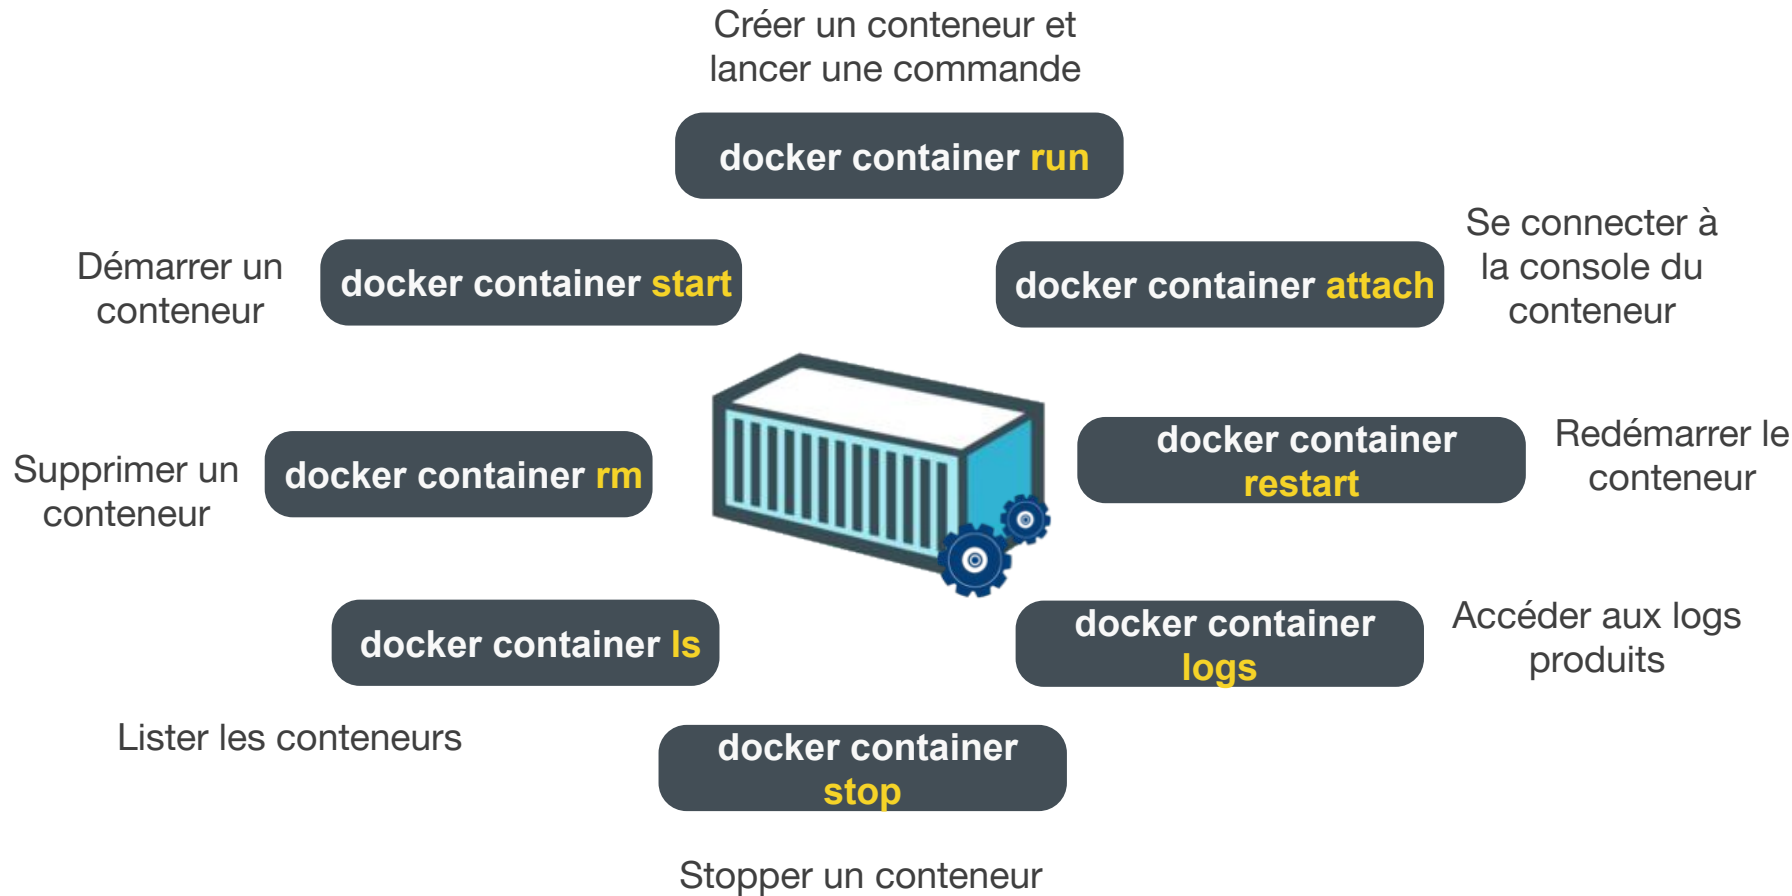 Créer un conteneur et
lancer une commande
docker container run
Démarrer un
conteneur
docker container start
docker container attach
Se connecter à
la console du
conteneur
Supprimer un
conteneur
docker container rm
docker container
restart
Redémarrer le
conteneur
docker container ls
Lister les conteneurs
docker container
logs
Accéder aux logs
produits
docker container
stop
Stopper un conteneur